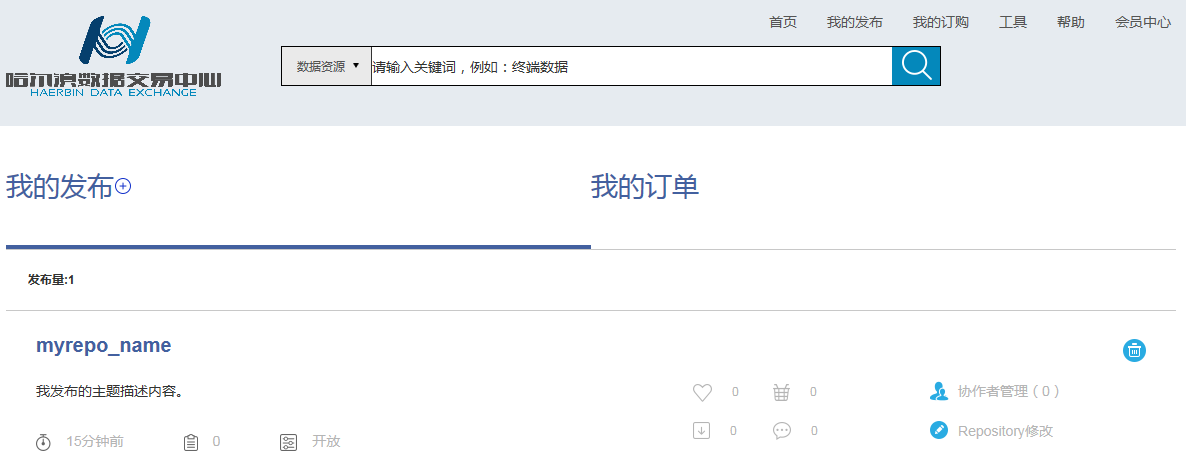 首页 我的发布 我的订购 工具 帮助 会员中心
哈尔滨数据交易中心
HAERBIN DATA EXCHANGE
数据资源 ▼ 请输入关键词，例如：终端数据
我的发布 我的订单
发布量:1
myrepo_name
我发布的主题描述内容。
0 0 协作者管理（0）
15分钟前 0 开放
0 0 Repository修改